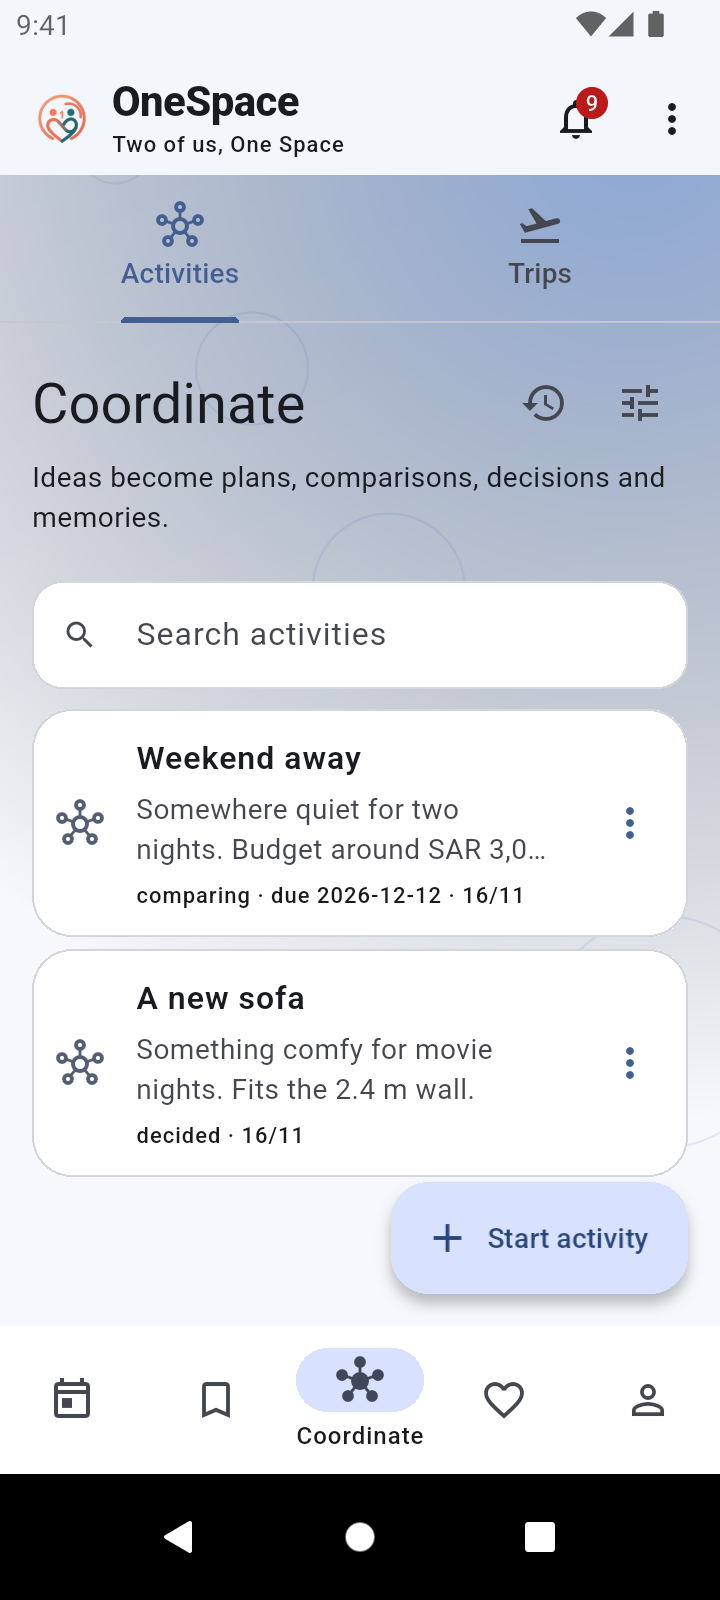 9:41
OneSpace
Two of us, One Space
9
Activities
Trips
Coordinate
Ideas become plans, comparisons, decisions and
memories.
Search activities
Weekend away
Somewhere quiet for two
nights. Budget around SAR 3,0…
comparing · due 2026-12-12 · 16/11
A new sofa
Something comfy for movie
nights. Fits the 2.4 m wall.
decided · 16/11
Start activity
Coordinate